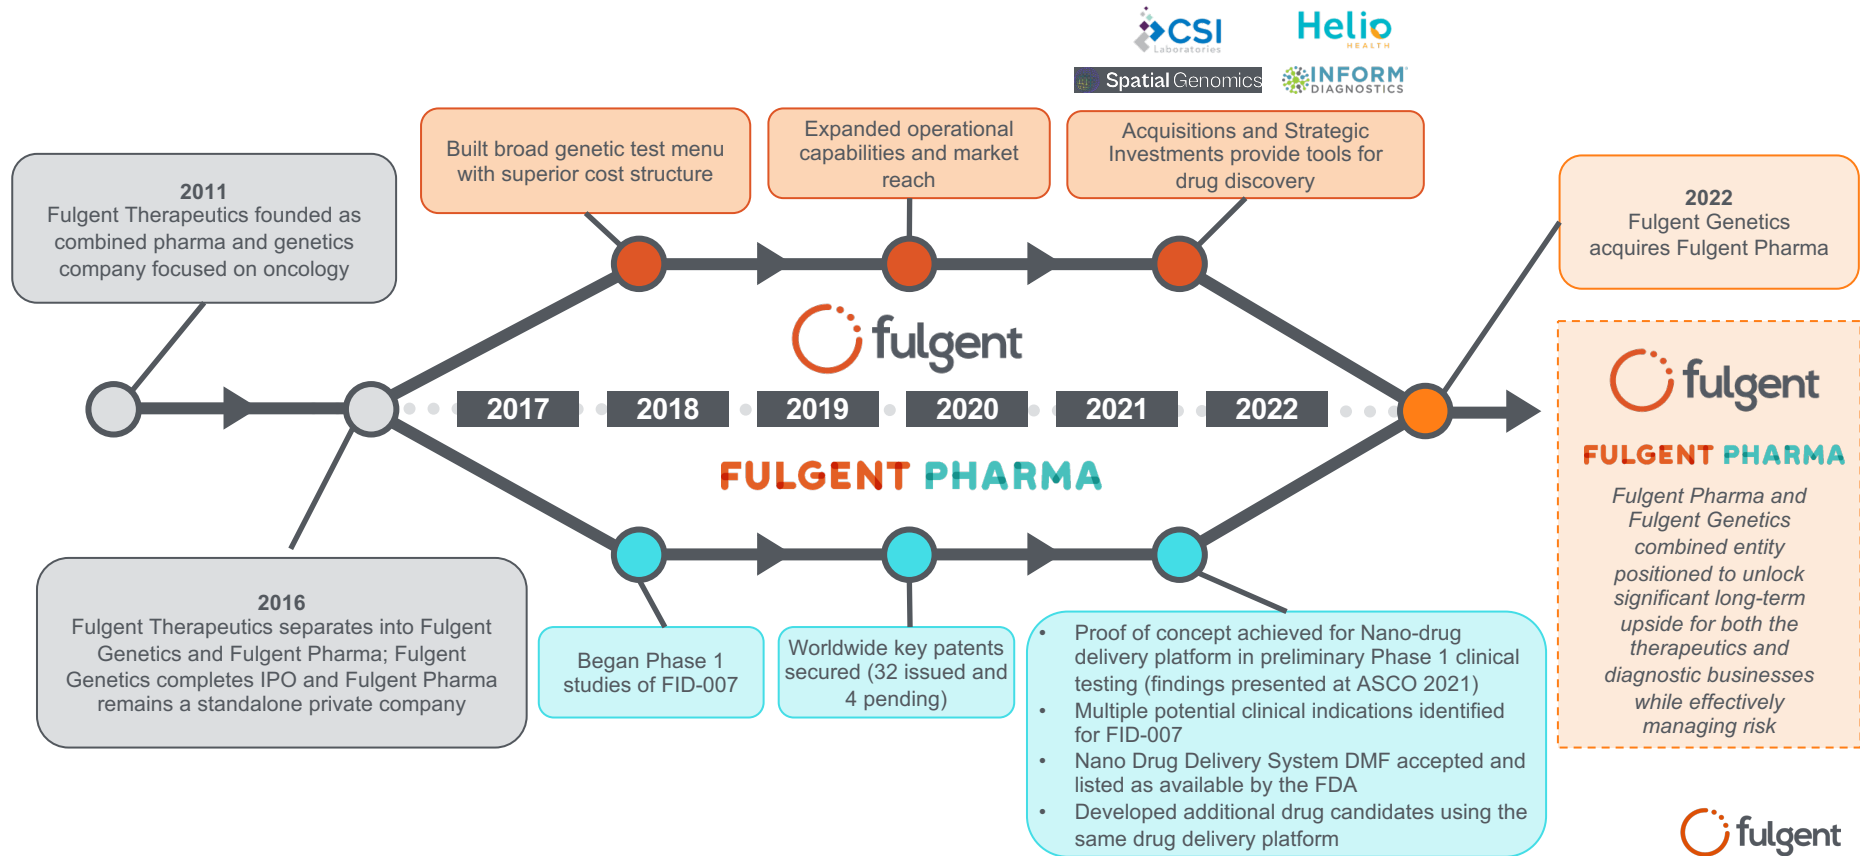 CSI
Laboratories
Helio
HEALTH
Spatial Genomics
INFORM
DIAGNOSTICS
2011
Fulgent Therapeutics founded as
combined pharma and genetics
company focused on oncology
Built broad genetic test menu
with superior cost structure
Expanded operational
capabilities and market
reach
Acquisitions and Strategic
Investments provide tools for
drug discovery
2022
Fulgent Genetics
acquires Fulgent Pharma
fulgent
2017
2018
2019
2020
2021
2022
FULGENT PHARMA
2016
Fulgent Therapeutics separates into Fulgent
Genetics and Fulgent Pharma; Fulgent
Genetics completes IPO and Fulgent Pharma
remains a standalone private company
Began Phase 1
studies of FID-007
Worldwide key patents
secured (32 issued and
4 pending)
• Proof of concept achieved for Nano-drug
delivery platform in preliminary Phase 1 clinical
testing (findings presented at ASCO 2021)
• Multiple potential clinical indications identified
for FID-007
• Nano Drug Delivery System DMF accepted and
listed as available by the FDA
• Developed additional drug candidates using the
same drug delivery platform
fulgent
FULGENT PHARMA
Fulgent Pharma and
Fulgent Genetics
combined entity
positioned to unlock
significant long-term
upside for both the
therapeutics and
diagnostic businesses
while effectively
managing risk
fulgent